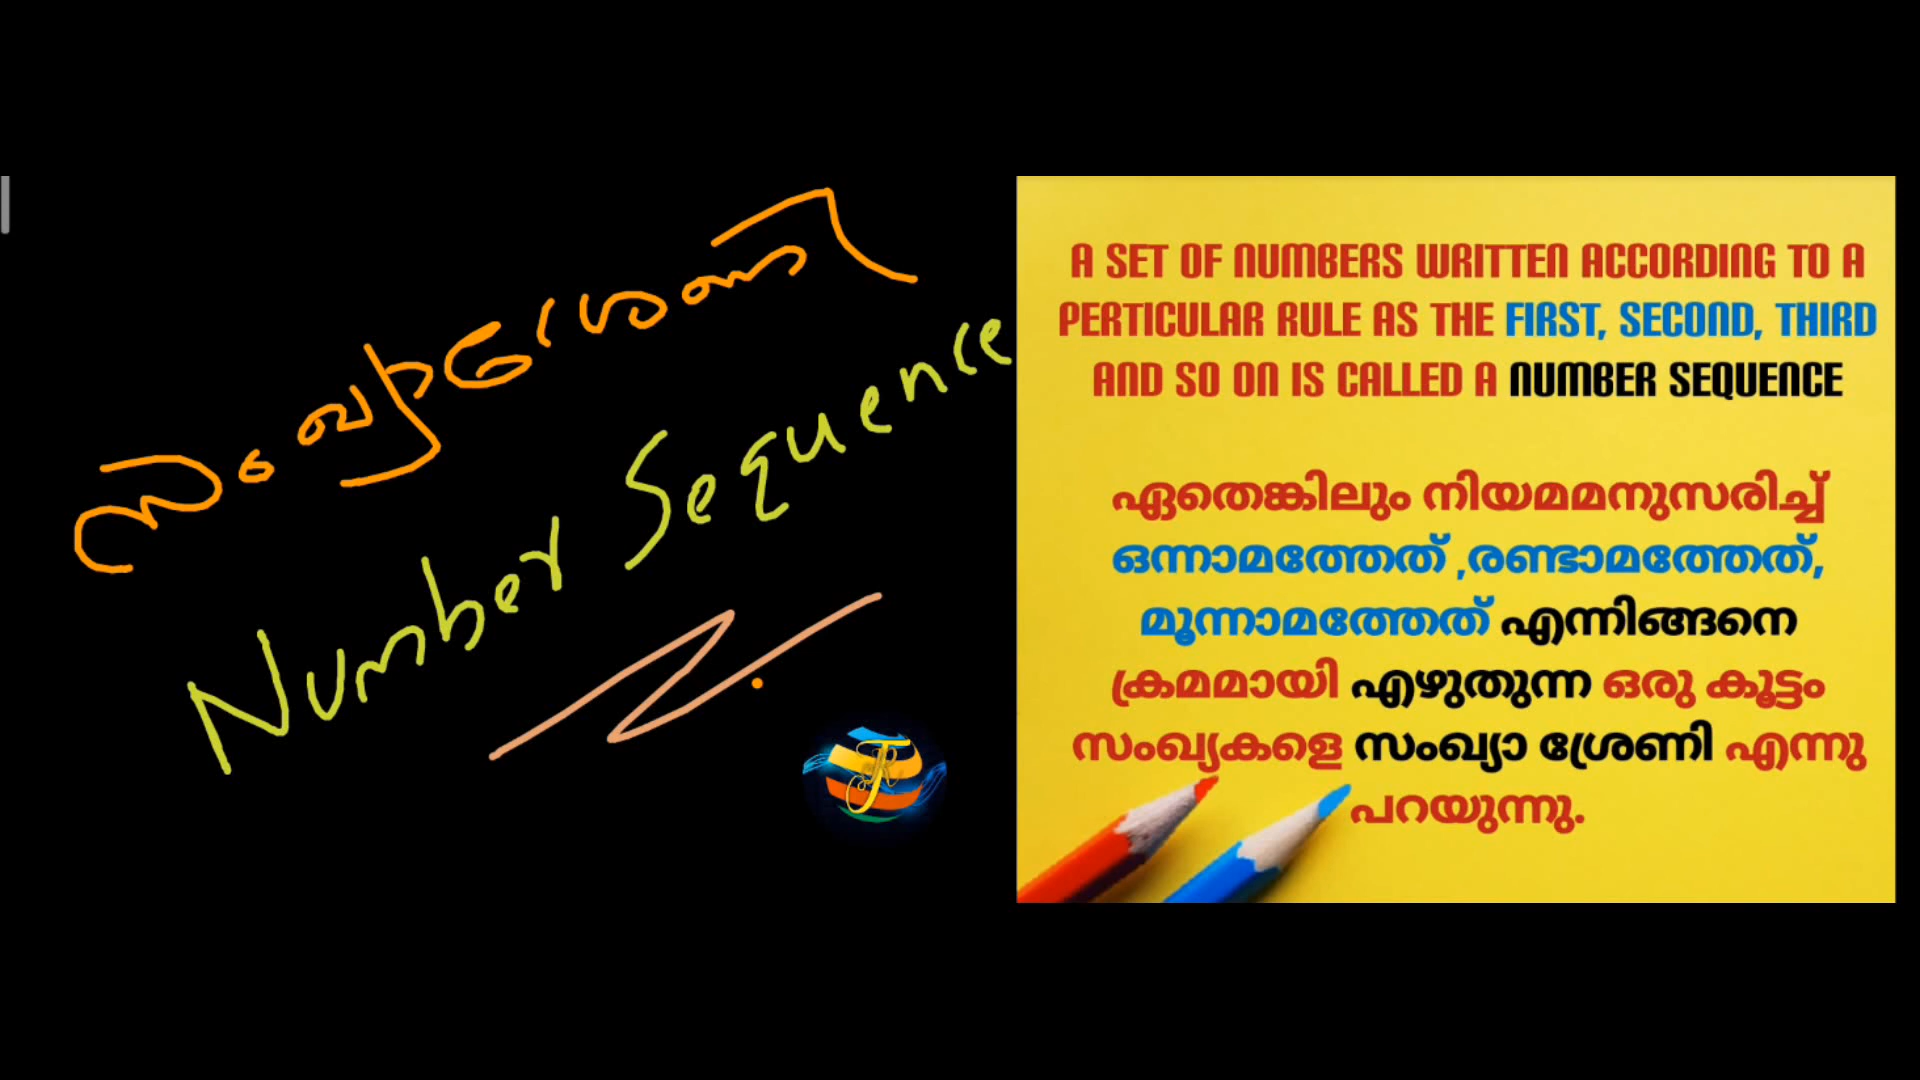 സംഖ്യാശ്രേണി
Number Sequence
A SET OF NUMBERS WRITTEN ACCORDING TO A
PERTICULAR RULE AS THE FIRST, SECOND, THIRD
AND SO ON IS CALLED A NUMBER SEQUENCE
ഏതെങ്കിലും നിയമമനുസരിച്ച്
ഒന്നാമത്തേത് ,രണ്ടാമത്തേത്,
മൂന്നാമത്തേത് എന്നിങ്ങനെ
ക്രമമായി എഴുതുന്ന ഒരു കൂട്ടം
സംഖ്യകളെ സംഖ്യാ ശ്രേണി എന്നു
പറയുന്നു.